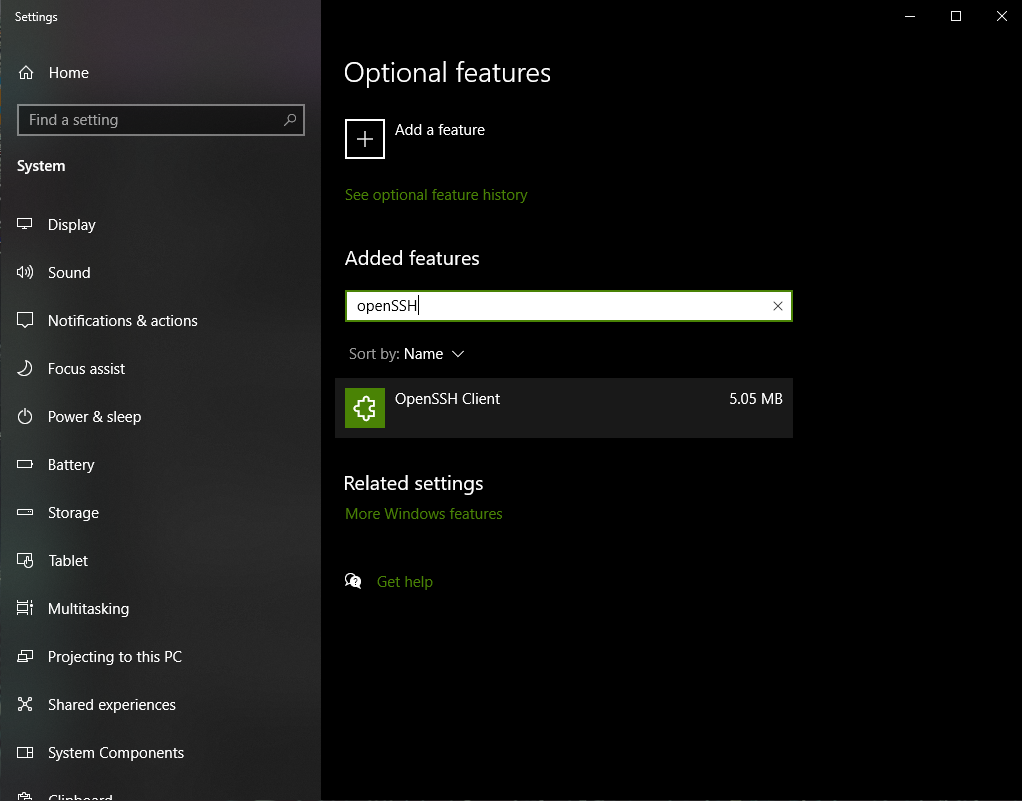 Settings
Home
Find a setting
System
Display
Sound
Notifications & actions
Focus assist
Power & sleep
Battery
Storage
Tablet
Multitasking
Projecting to this PC
Shared experiences
System Components
Clipboard
Optional features
Add a feature
See optional feature history
Added features
openSSH
Sort by: Name
OpenSSH Client 5.05 MB
Related settings
More Windows features
Get help